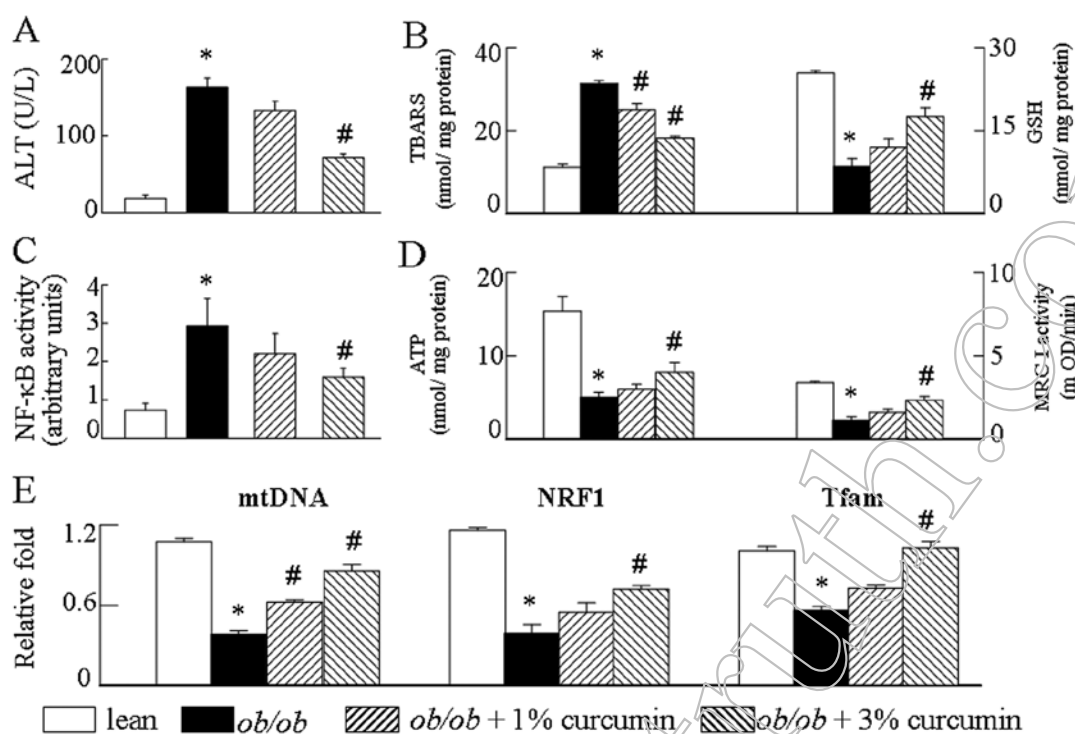 A
ALT (U/L)
200
100
0
*
#
B
TBARS
(nmol/ mg protein)
40
20
0
*
#
#
*
#
30
15
0
GSH
(nmol/ mg protein)
C
NF-κB activity
(arbitrary units)
4
3
2
1
0
*
#
D
ATP
(nmol/ mg protein)
20
10
0
*
#
*
#
10
5
0
MRC I activity
(m OD/min)
E
mtDNA
NRF1
Tfam
Relative fold
1.2
0.6
0
*
#
#
*
#
*
#
lean ob/ob ob/ob + 1% curcumin ob/ob + 3% curcumin